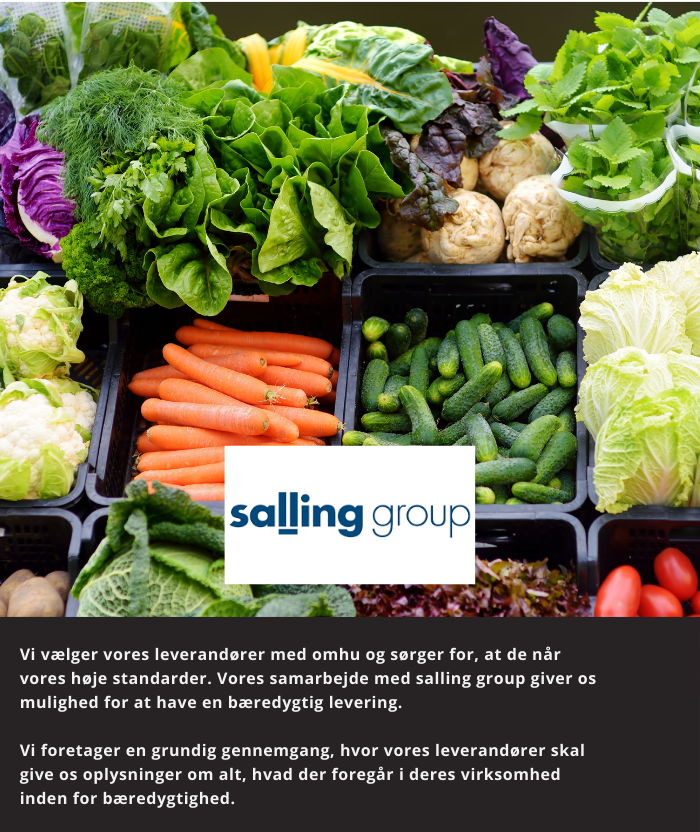 salling group
Vi vælger vores leverandører med omhu og sørger for, at de når
vores høje standarder. Vores samarbejde med salling group giver os
mulighed for at have en bæredygtig levering.
Vi foretager en grundig gennemgang, hvor vores leverandører skal
give os oplysninger om alt, hvad der foregår i deres virksomhed
inden for bæredygtighed.